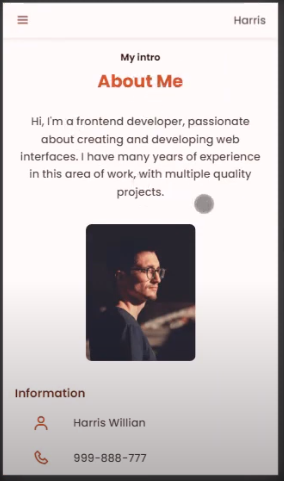 Harris
My intro
About Me
Hi, I'm a frontend developer, passionate
about creating and developing web
interfaces. I have many years of experience
in this area of work, with multiple quality
projects.
Information
Harris Willian
999-888-777